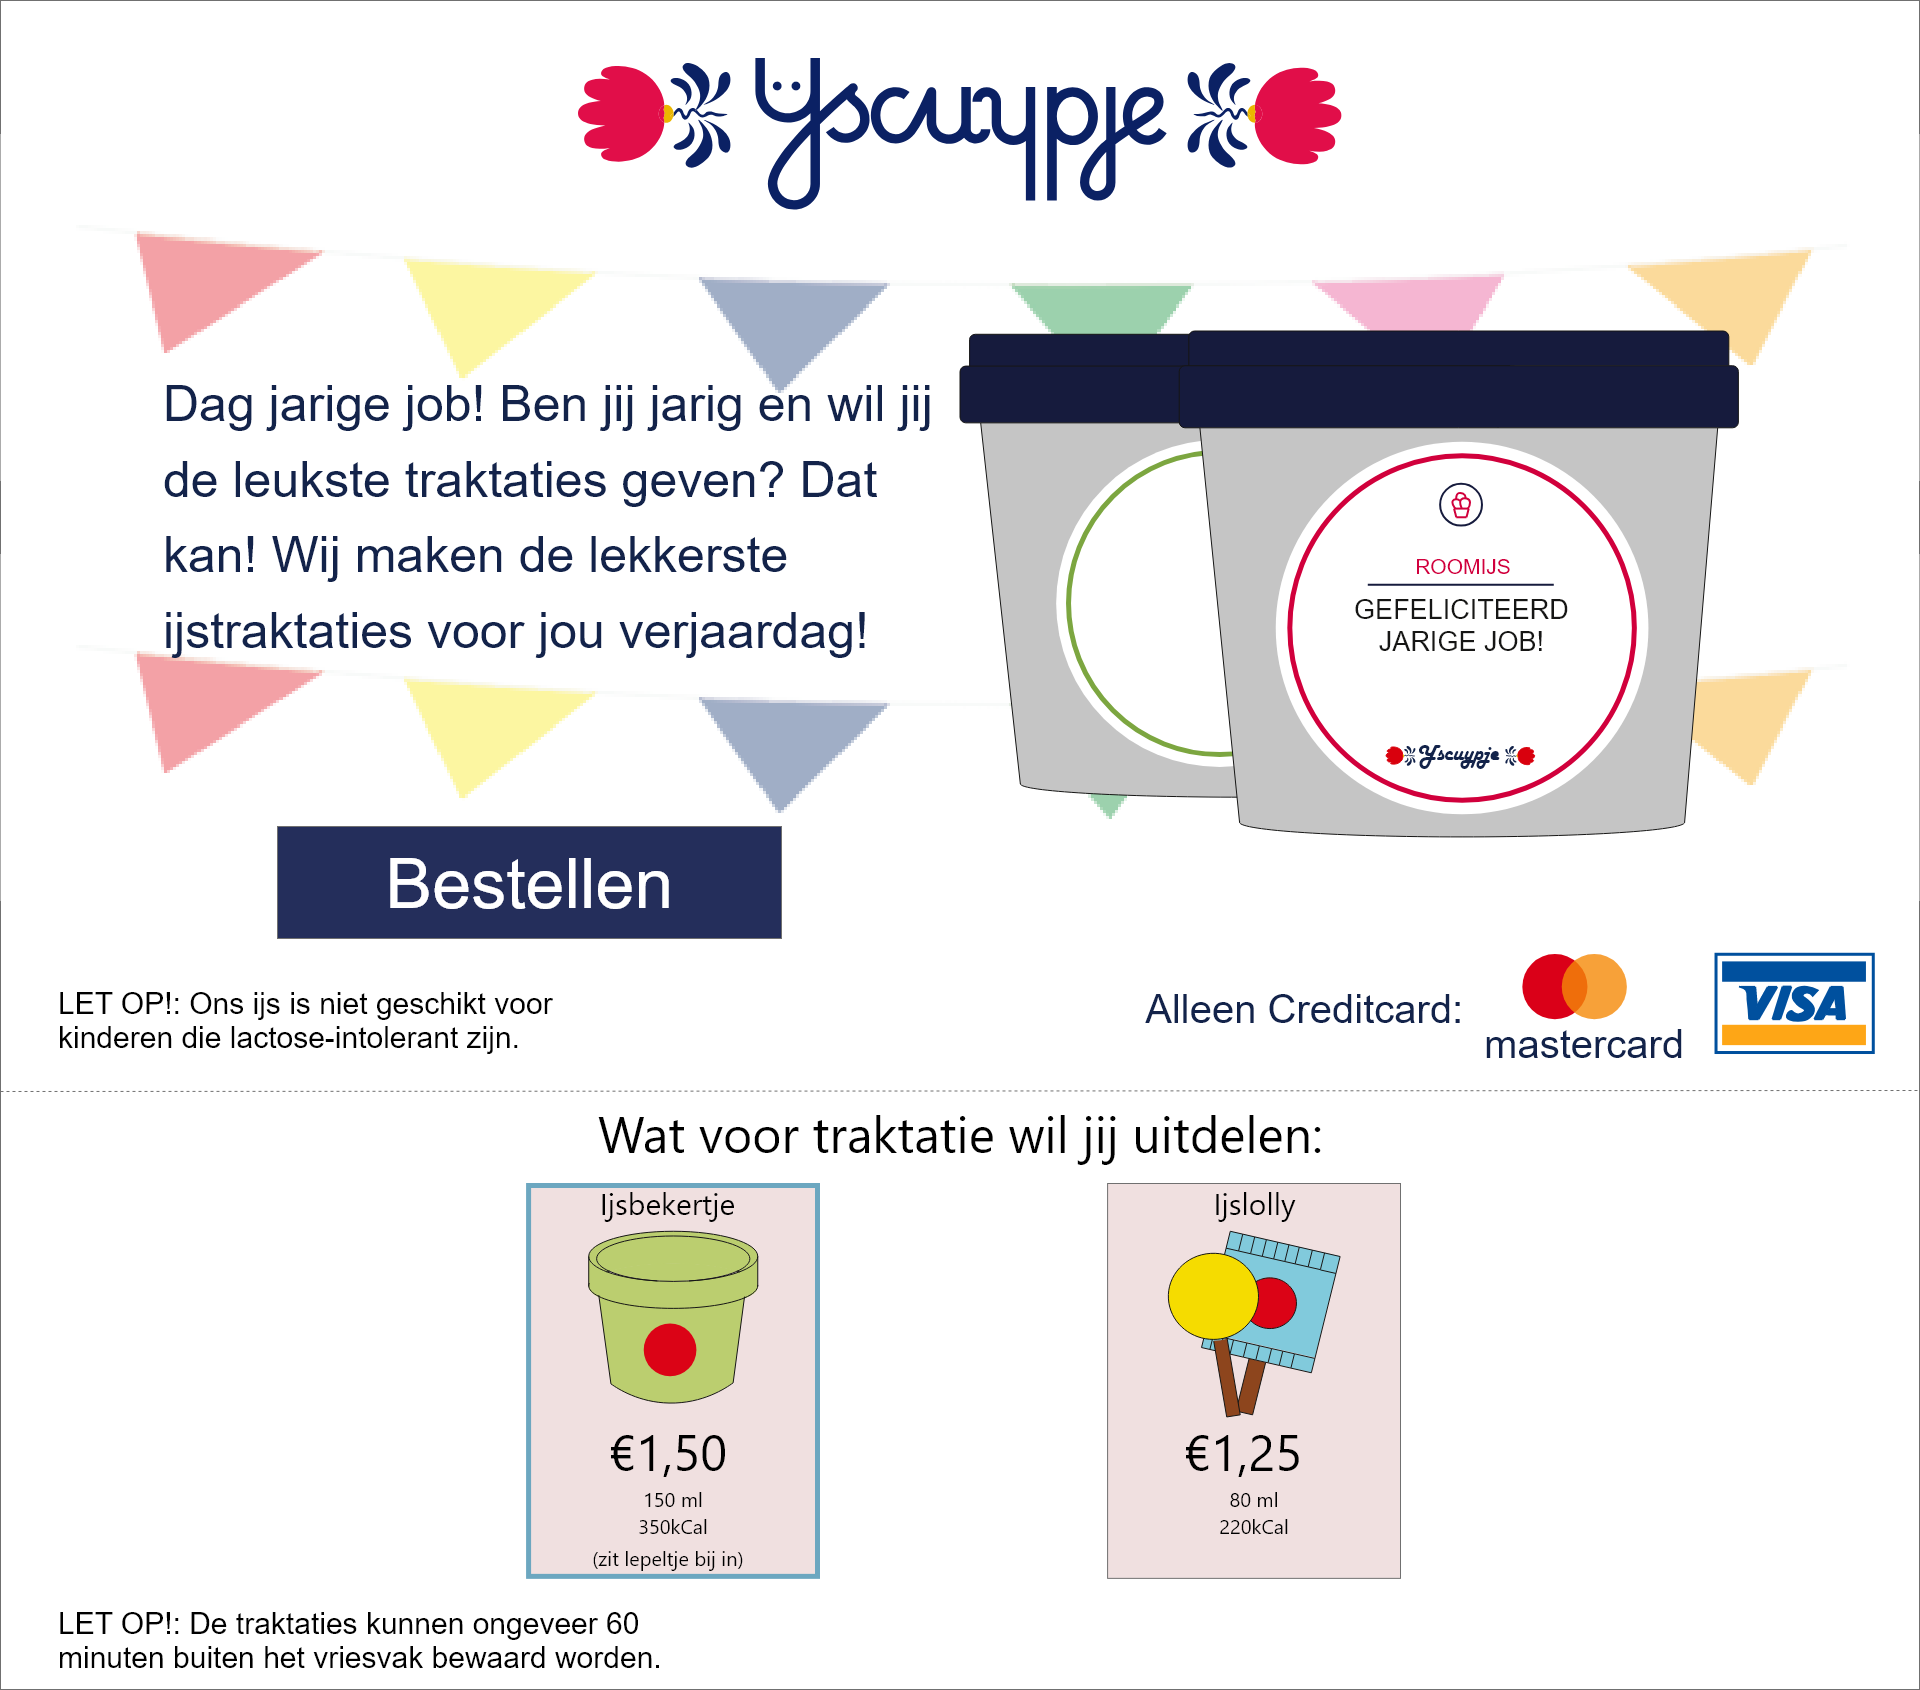 Yscuypje
Dag jarige job! Ben jij jarig en wil jij
de leukste traktaties geven? Dat
kan! Wij maken de lekkerste
ijstraktaties voor jou verjaardag!
ROOMIJS
GEFELICITEERD
JARIGE JOB!
Yscuypje
Bestellen
LET OP!: Ons ijs is niet geschikt voor
kinderen die lactose-intolerant zijn.
Alleen Creditcard:
mastercard
VISA
Wat voor traktatie wil jij uitdelen:
Ijsbekertje
€1,50
150 ml
350kCal
(zit lepeltje bij in)
Ijslolly
€1,25
80 ml
220kCal
LET OP!: De traktaties kunnen ongeveer 60
minuten buiten het vriesvak bewaard worden.